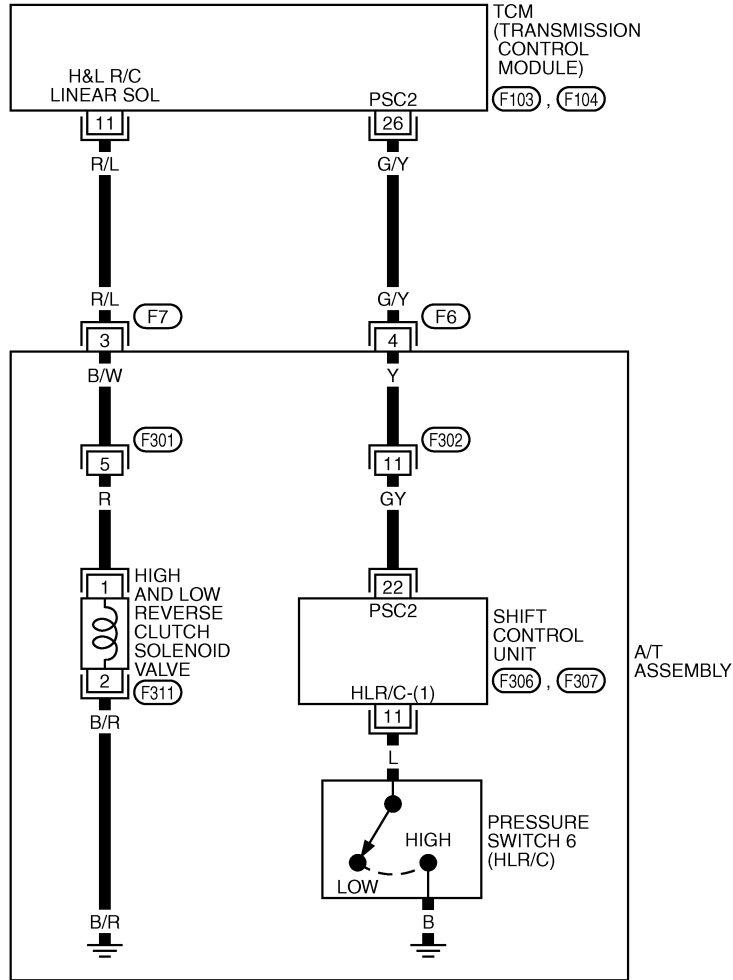 TCM
(TRANSMISSION
CONTROL
MODULE)
F103 , F104
H&L R/C
LINEAR SOL
PSC2
11
26
R/L
G/Y
R/L
G/Y
F7
F6
3
4
B/W
Y
F301
F302
5
11
R
GY
1
22
HIGH
AND LOW
REVERSE
CLUTCH
SOLENOID
VALVE
F311
2
PSC2
SHIFT
CONTROL
UNIT
F306 , F307
A/T
ASSEMBLY
HLR/C-(1)
11
B/R
L
HIGH
LOW
PRESSURE
SWITCH 6
(HLR/C)
B/R
B